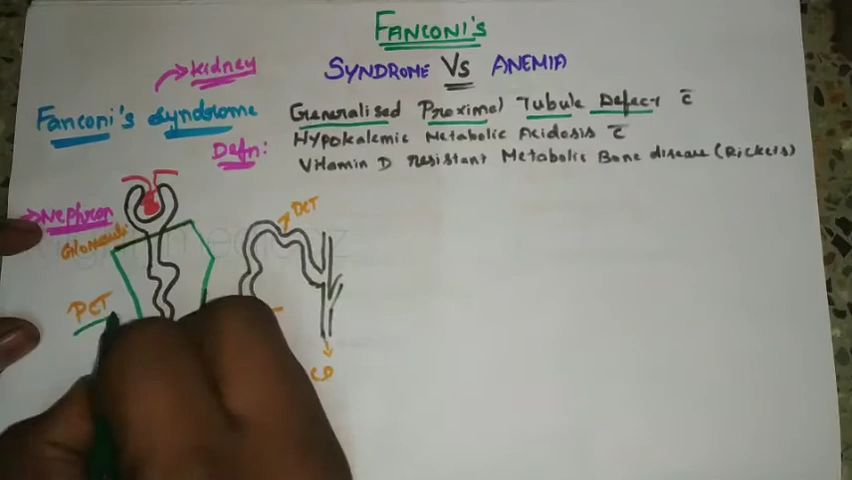 FANCONI'S
SYNDROME Vs ANEMIA
kidney
Fanconi's Syndrome
Generalised Proximal Tubule Defect c̄
Defn:
Hypokalemic Metabolic Acidosis c̄
Vitamin D resistant Metabolic Bone disease (Rickets)
Nephron
Glomeruli
DCT
PCT